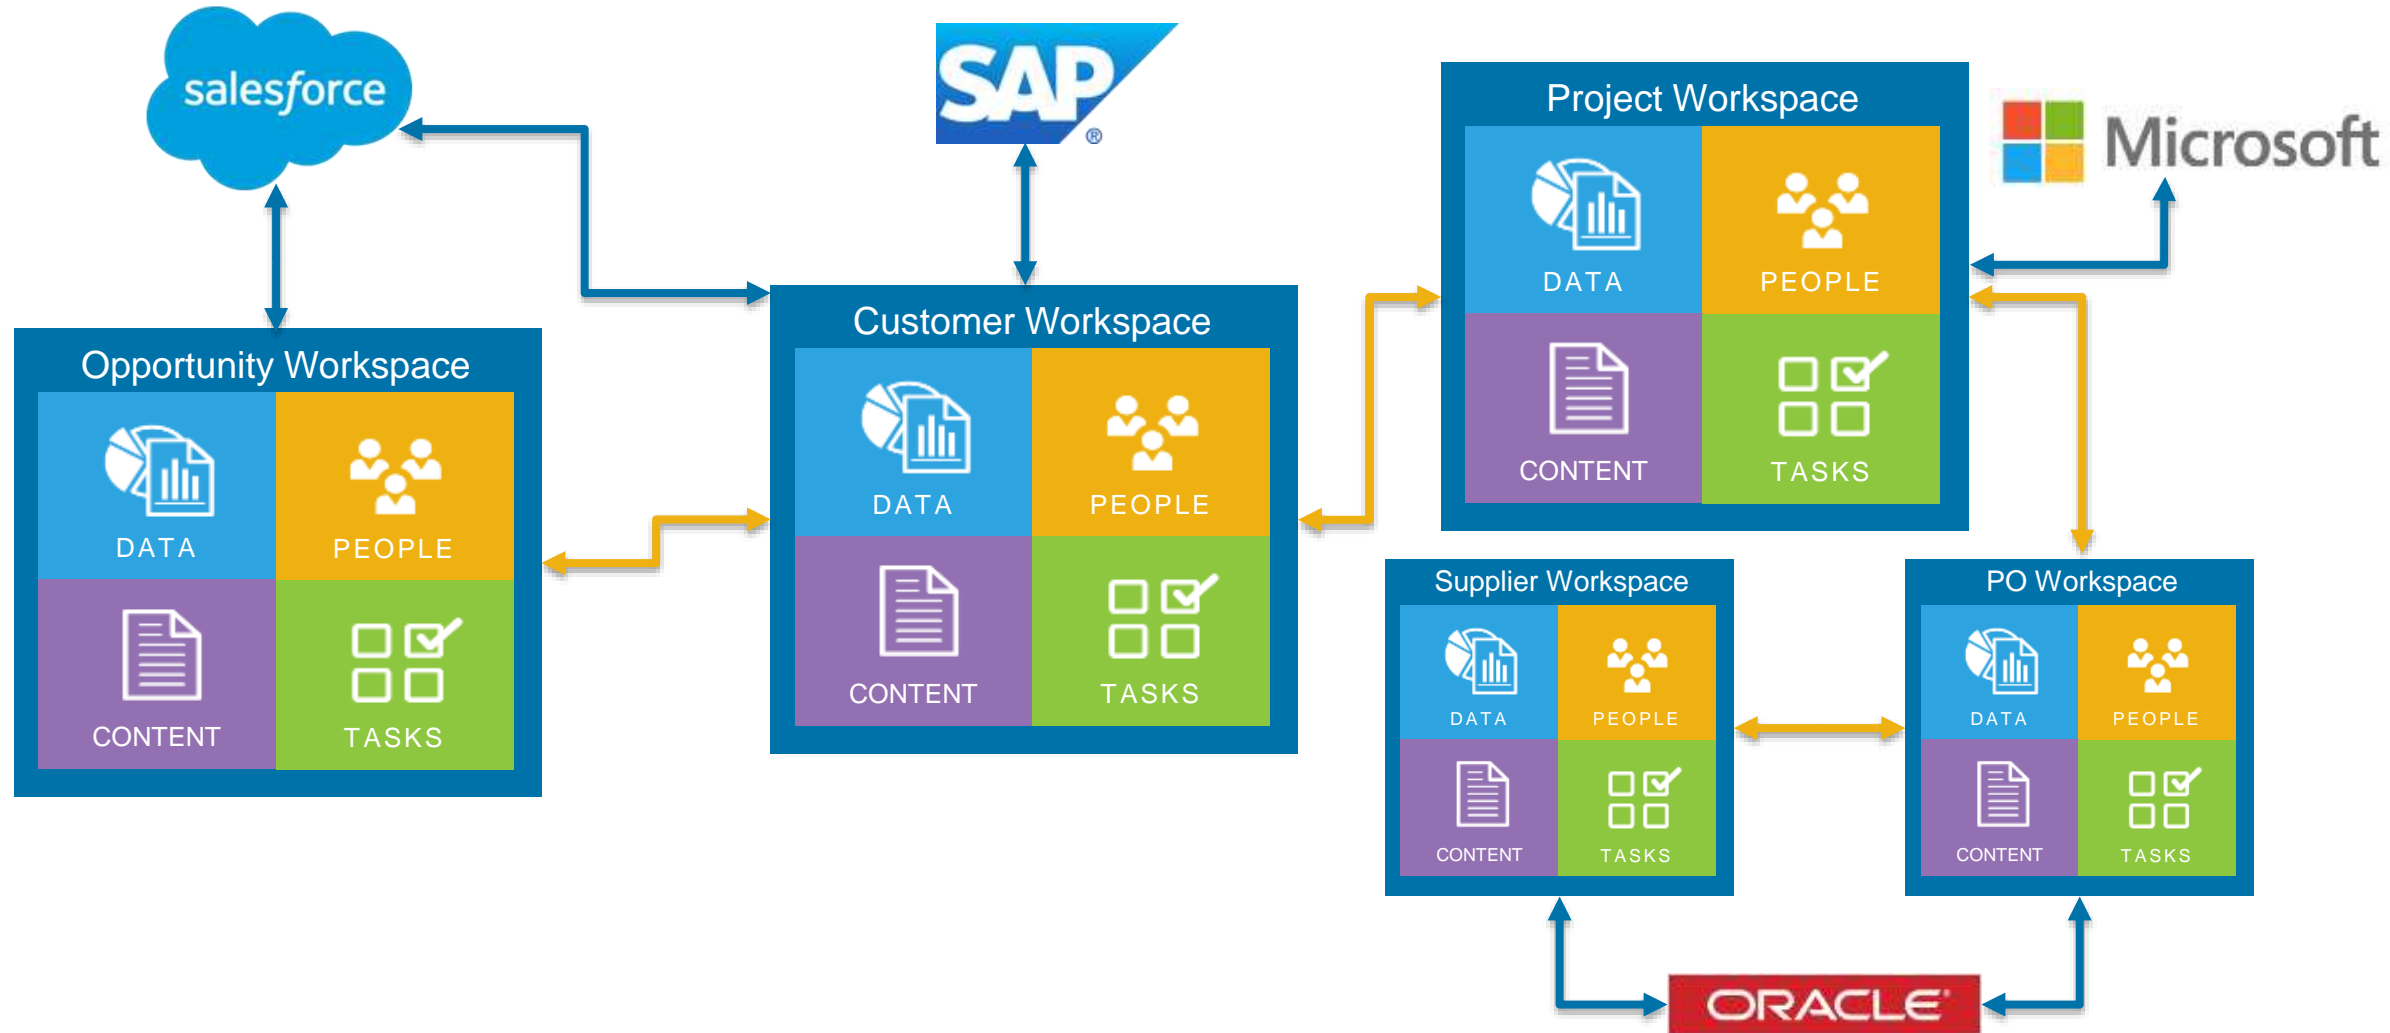 salesforce
SAP
®
Project Workspace
DATA
PEOPLE
CONTENT
TASKS
Microsoft
Customer Workspace
DATA
PEOPLE
CONTENT
TASKS
Opportunity Workspace
DATA
PEOPLE
CONTENT
TASKS
Supplier Workspace
DATA
PEOPLE
CONTENT
TASKS
PO Workspace
DATA
PEOPLE
CONTENT
TASKS
ORACLE